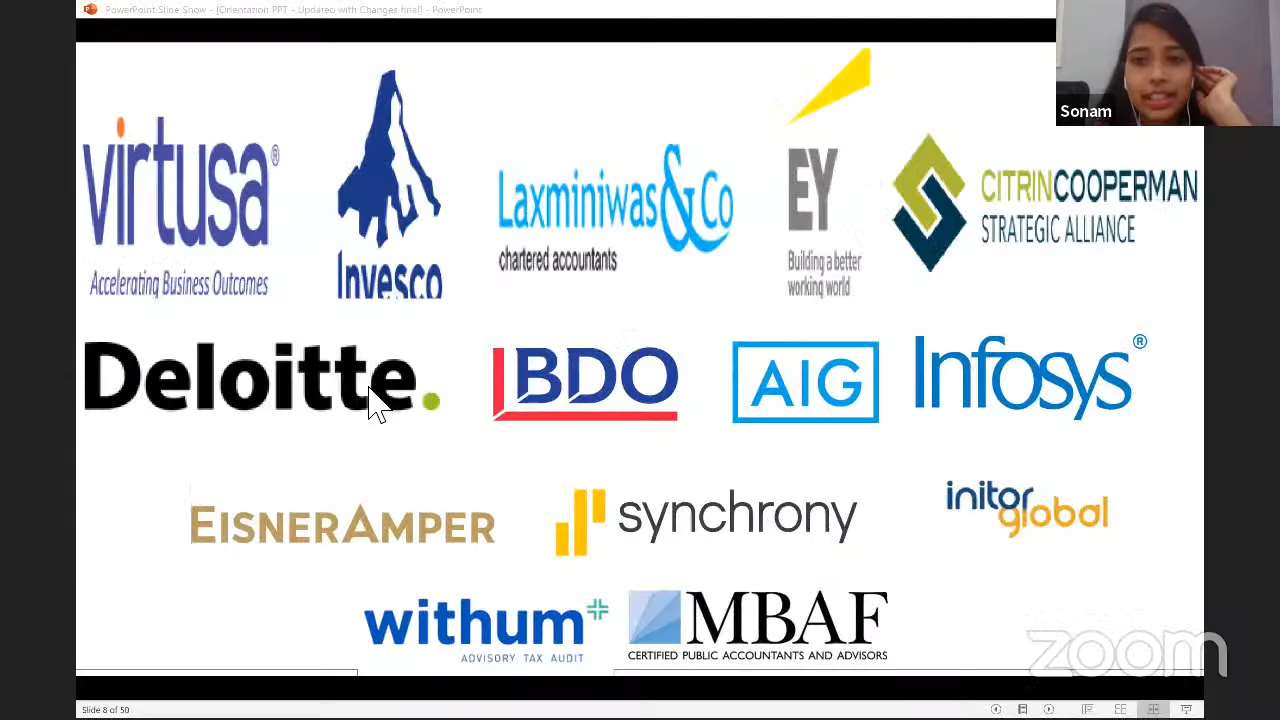 PowerPoint Slide Show - [Orientation PPT - Updated with Changes final] - PowerPoint
Sonam
virtusa®
Accelerating Business Outcomes
Invesco
Laxminiwas&Co
chartered accountants
EY
Building a better
working world
CITRINCOOPERMAN
STRATEGIC ALLIANCE
Deloitte.
BDO
AIG
Infosys®
EISNERAMPER
synchrony
initor
global
withum+
ADVISORY TAX AUDIT
MBAF
CERTIFIED PUBLIC ACCOUNTANTS AND ADVISORS
zoom
Slide 8 of 50